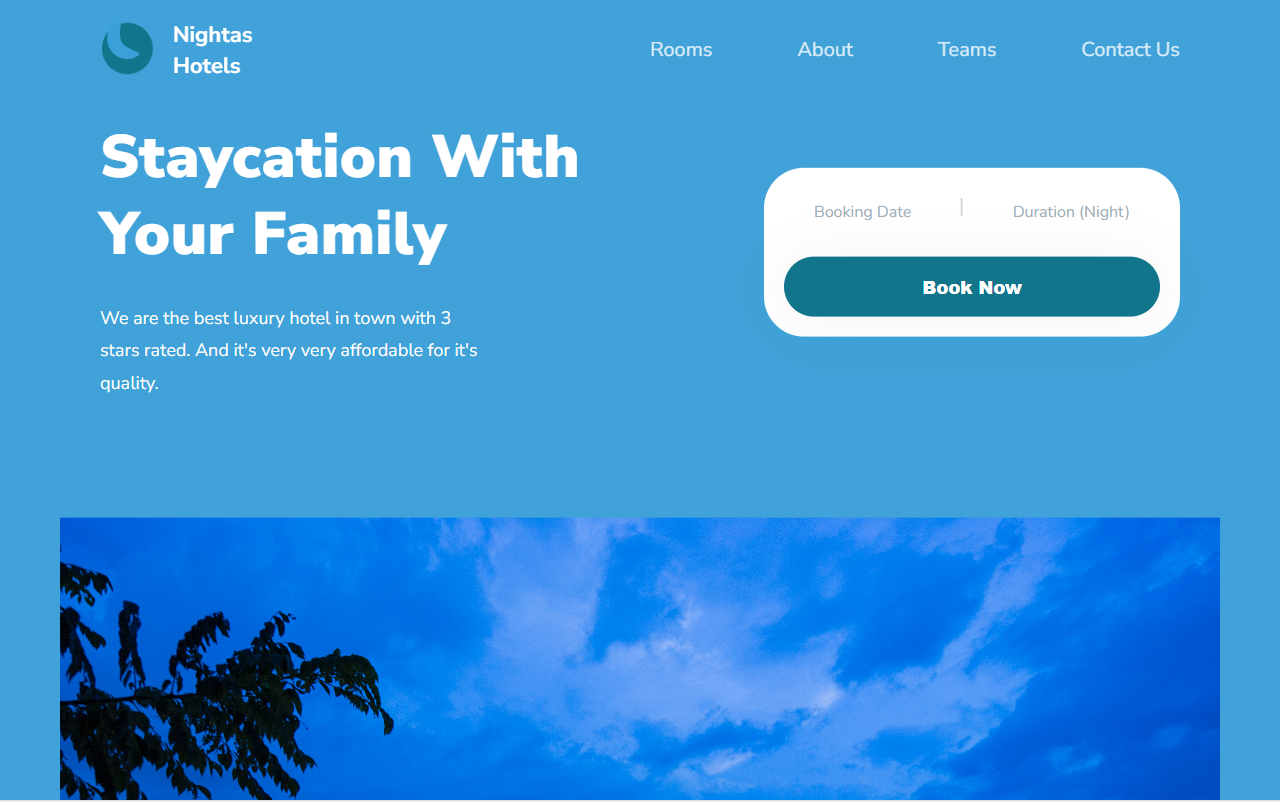 Nightas
Hotels
Rooms
About
Teams
Contact Us
Staycation With
Your Family
Booking Date
Duration (Night)
Book Now
We are the best luxury hotel in town with 3
stars rated. And it's very very affordable for it's
quality.